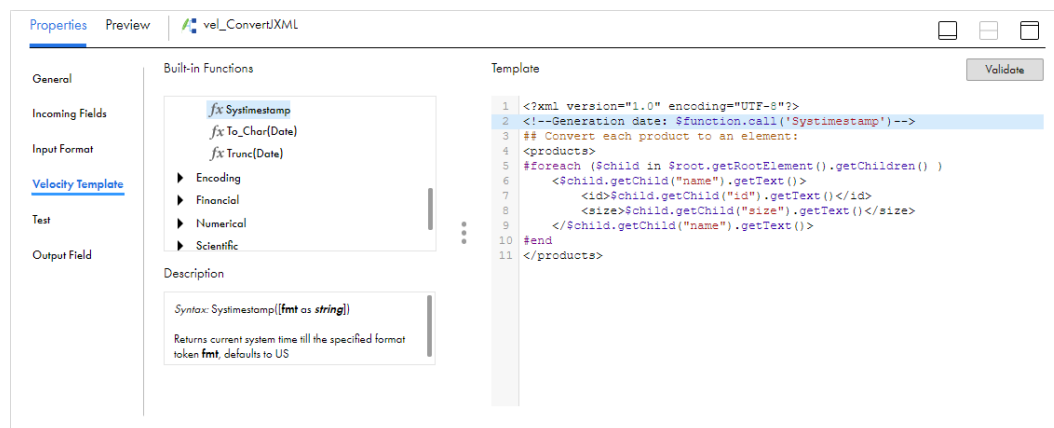 Properties Preview vel_ConvertJXML
General
Incoming Fields
Input Format
Velocity Template
Test
Output Field
Built-in Functions
fx Systimestamp
fx To_Char(Date)
fx Trunc(Date)
Encoding
Financial
Numerical
Scientific
Description
Syntax: Systimestamp([fmt as string])
Returns current system time till the specified format
token fmt, defaults to US
Template
Validate
1 <?xml version="1.0" encoding="UTF-8"?>
2 <!--Generation date: $function.call('Systimestamp')-->
3 ## Convert each product to an element:
4 <products>
5 #foreach ($child in $root.getRootElement().getChildren() )
6 <$child.getChild("name").getText()>
7 <id>$child.getChild("id").getText()</id>
8 <size>$child.getChild("size").getText()</size>
9 </$child.getChild("name").getText()>
10 #end
11 </products>